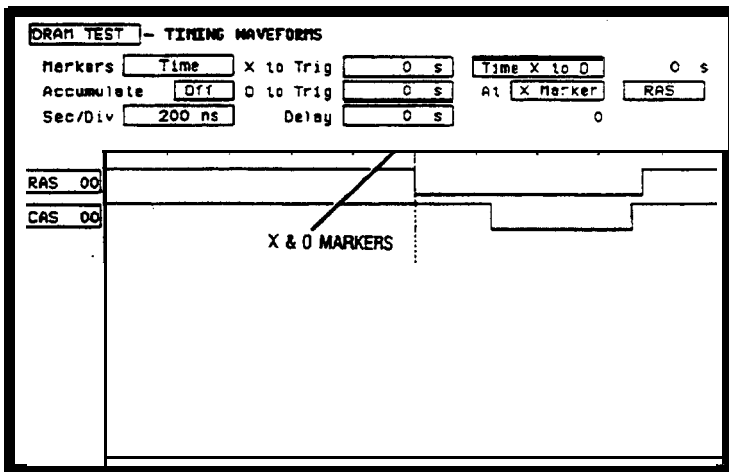 DRAM TEST - TIMING WAVEFORMS
Markers Time X to Trig 0 s Time X to O 0 s
Accumulate Off O to Trig 0 s At X Marker RAS
Sec/Div 200 ns Delay 0 s 0
RAS 00
CAS 00
X & O MARKERS